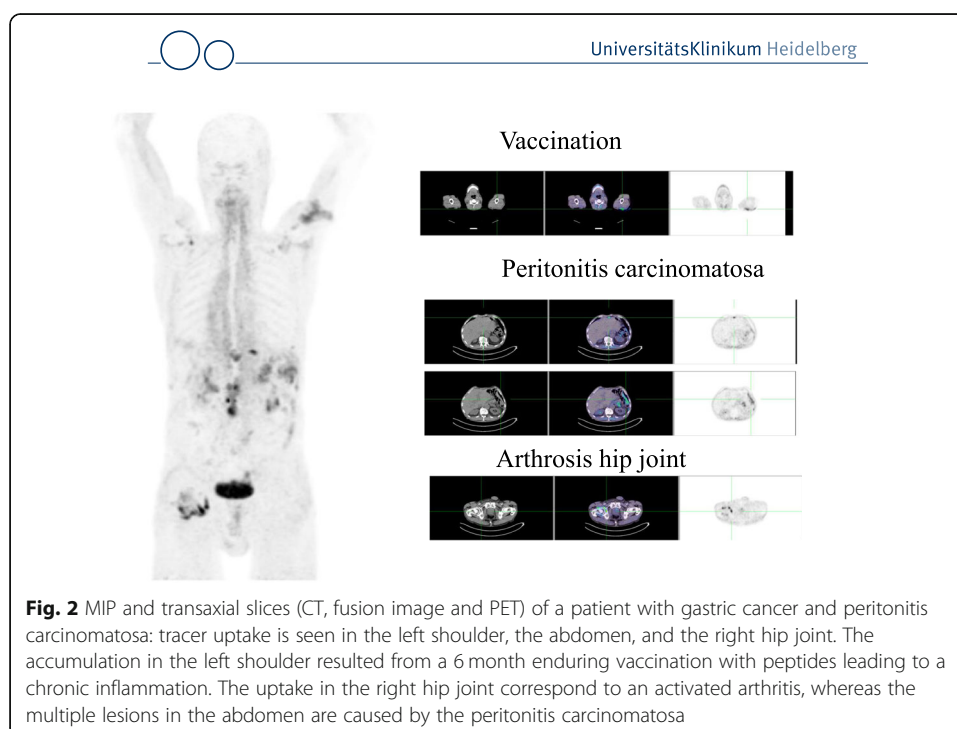 UniversitätsKlinikum Heidelberg
Vaccination
Peritonitis carcinomatosa
Arthrosis hip joint
Fig. 2 MIP and transaxial slices (CT, fusion image and PET) of a patient with gastric cancer and peritonitis
carcinomatosa: tracer uptake is seen in the left shoulder, the abdomen, and the right hip joint. The
accumulation in the left shoulder resulted from a 6 month enduring vaccination with peptides leading to a
chronic inflammation. The uptake in the right hip joint correspond to an activated arthritis, whereas the
multiple lesions in the abdomen are caused by the peritonitis carcinomatosa